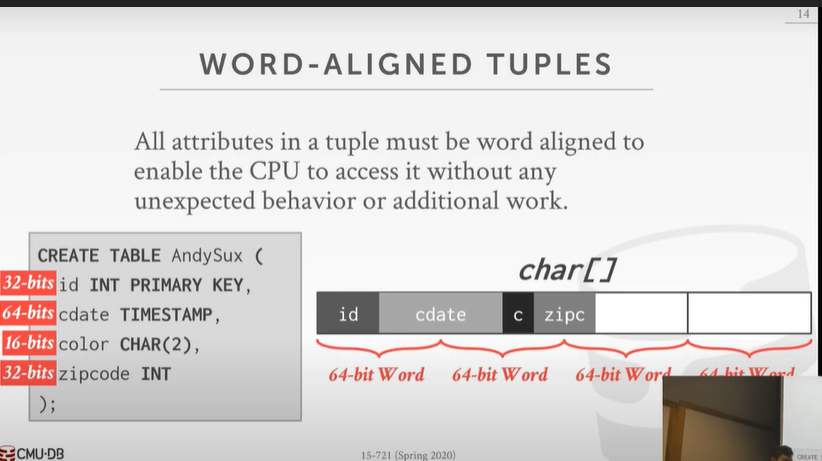 14
WORD-ALIGNED TUPLES
All attributes in a tuple must be word aligned to
enable the CPU to access it without any
unexpected behavior or additional work.
CREATE TABLE AndySux (
32-bits id INT PRIMARY KEY,
64-bits cdate TIMESTAMP,
16-bits color CHAR(2),
32-bits zipcode INT
);
char[]
id cdate c zipc
64-bit Word 64-bit Word 64-bit Word 64-bit Word
CMU·DB
15-721 (Spring 2020)
CREATE